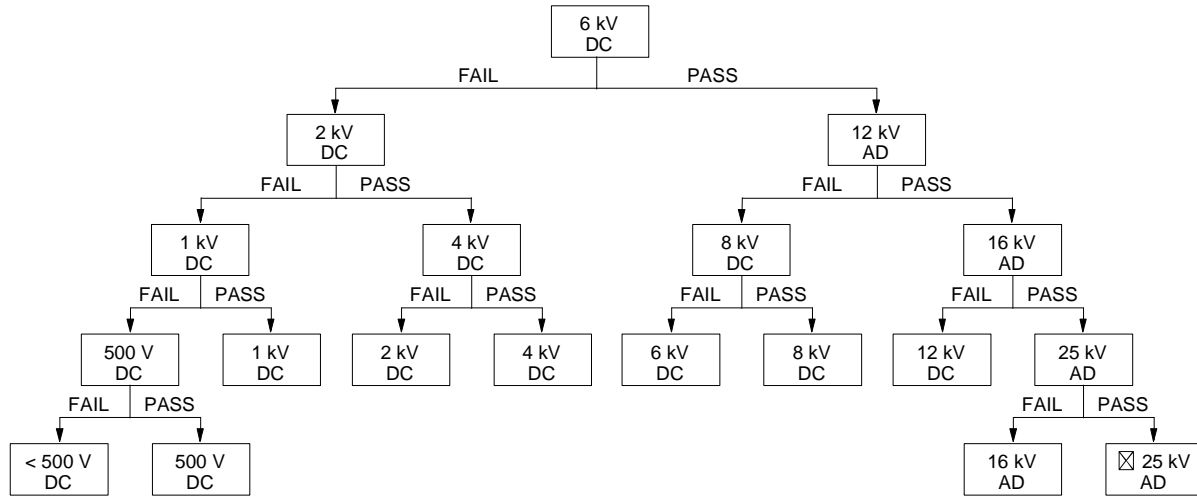 6 kV
DC
FAIL
PASS
2 kV
DC
12 kV
AD
FAIL
PASS
FAIL
PASS
1 kV
DC
4 kV
DC
8 kV
DC
16 kV
AD
FAIL
PASS
FAIL
PASS
FAIL
PASS
FAIL
PASS
500 V
DC
1 kV
DC
2 kV
DC
4 kV
DC
6 kV
DC
8 kV
DC
12 kV
DC
25 kV
AD
FAIL
PASS
FAIL
PASS
< 500 V
DC
500 V
DC
16 kV
AD
25 kV
AD